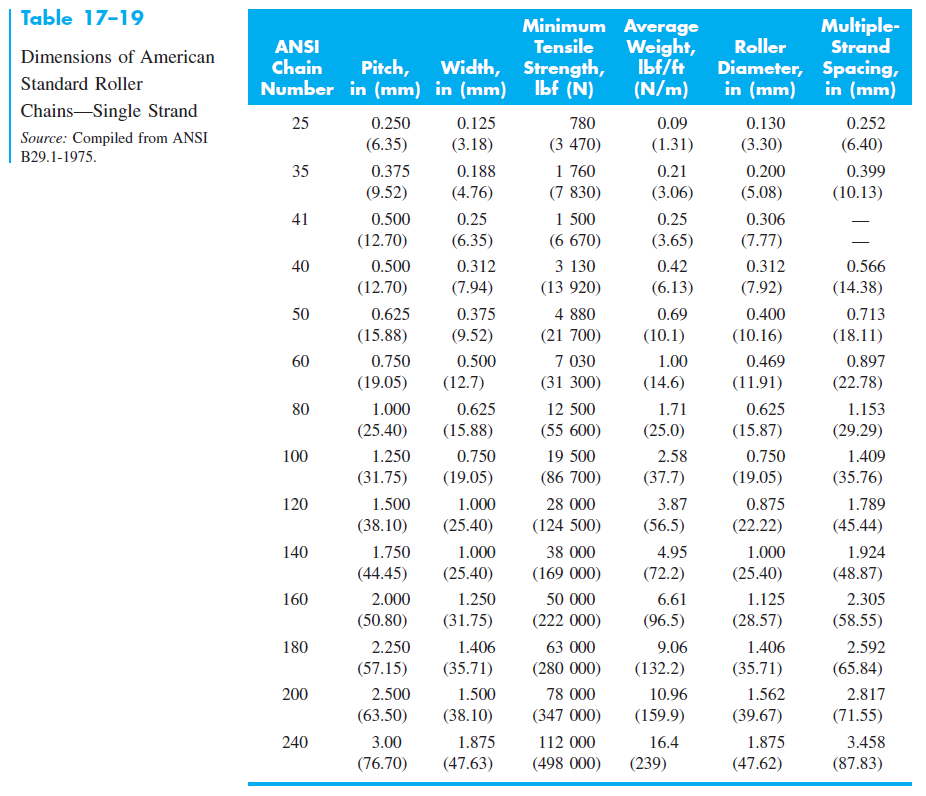 Table 17–19
Dimensions of American
Standard Roller
Chains—Single Strand
Source: Compiled from ANSI
B29.1-1975.
Minimum Average Multiple-
ANSI Tensile Weight, Roller Strand
Chain Pitch, Width, Strength, lbf/ft Diameter, Spacing,
Number in (mm) in (mm) lbf (N) (N/m) in (mm) in (mm)
25 0.250 0.125 780 0.09 0.130 0.252
(6.35) (3.18) (3 470) (1.31) (3.30) (6.40)
35 0.375 0.188 1 760 0.21 0.200 0.399
(9.52) (4.76) (7 830) (3.06) (5.08) (10.13)
41 0.500 0.25 1 500 0.25 0.306 —
(12.70) (6.35) (6 670) (3.65) (7.77) —
40 0.500 0.312 3 130 0.42 0.312 0.566
(12.70) (7.94) (13 920) (6.13) (7.92) (14.38)
50 0.625 0.375 4 880 0.69 0.400 0.713
(15.88) (9.52) (21 700) (10.1) (10.16) (18.11)
60 0.750 0.500 7 030 1.00 0.469 0.897
(19.05) (12.7) (31 300) (14.6) (11.91) (22.78)
80 1.000 0.625 12 500 1.71 0.625 1.153
(25.40) (15.88) (55 600) (25.0) (15.87) (29.29)
100 1.250 0.750 19 500 2.58 0.750 1.409
(31.75) (19.05) (86 700) (37.7) (19.05) (35.76)
120 1.500 1.000 28 000 3.87 0.875 1.789
(38.10) (25.40) (124 500) (56.5) (22.22) (45.44)
140 1.750 1.000 38 000 4.95 1.000 1.924
(44.45) (25.40) (169 000) (72.2) (25.40) (48.87)
160 2.000 1.250 50 000 6.61 1.125 2.305
(50.80) (31.75) (222 000) (96.5) (28.57) (58.55)
180 2.250 1.406 63 000 9.06 1.406 2.592
(57.15) (35.71) (280 000) (132.2) (35.71) (65.84)
200 2.500 1.500 78 000 10.96 1.562 2.817
(63.50) (38.10) (347 000) (159.9) (39.67) (71.55)
240 3.00 1.875 112 000 16.4 1.875 3.458
(76.70) (47.63) (498 000) (239) (47.62) (87.83)